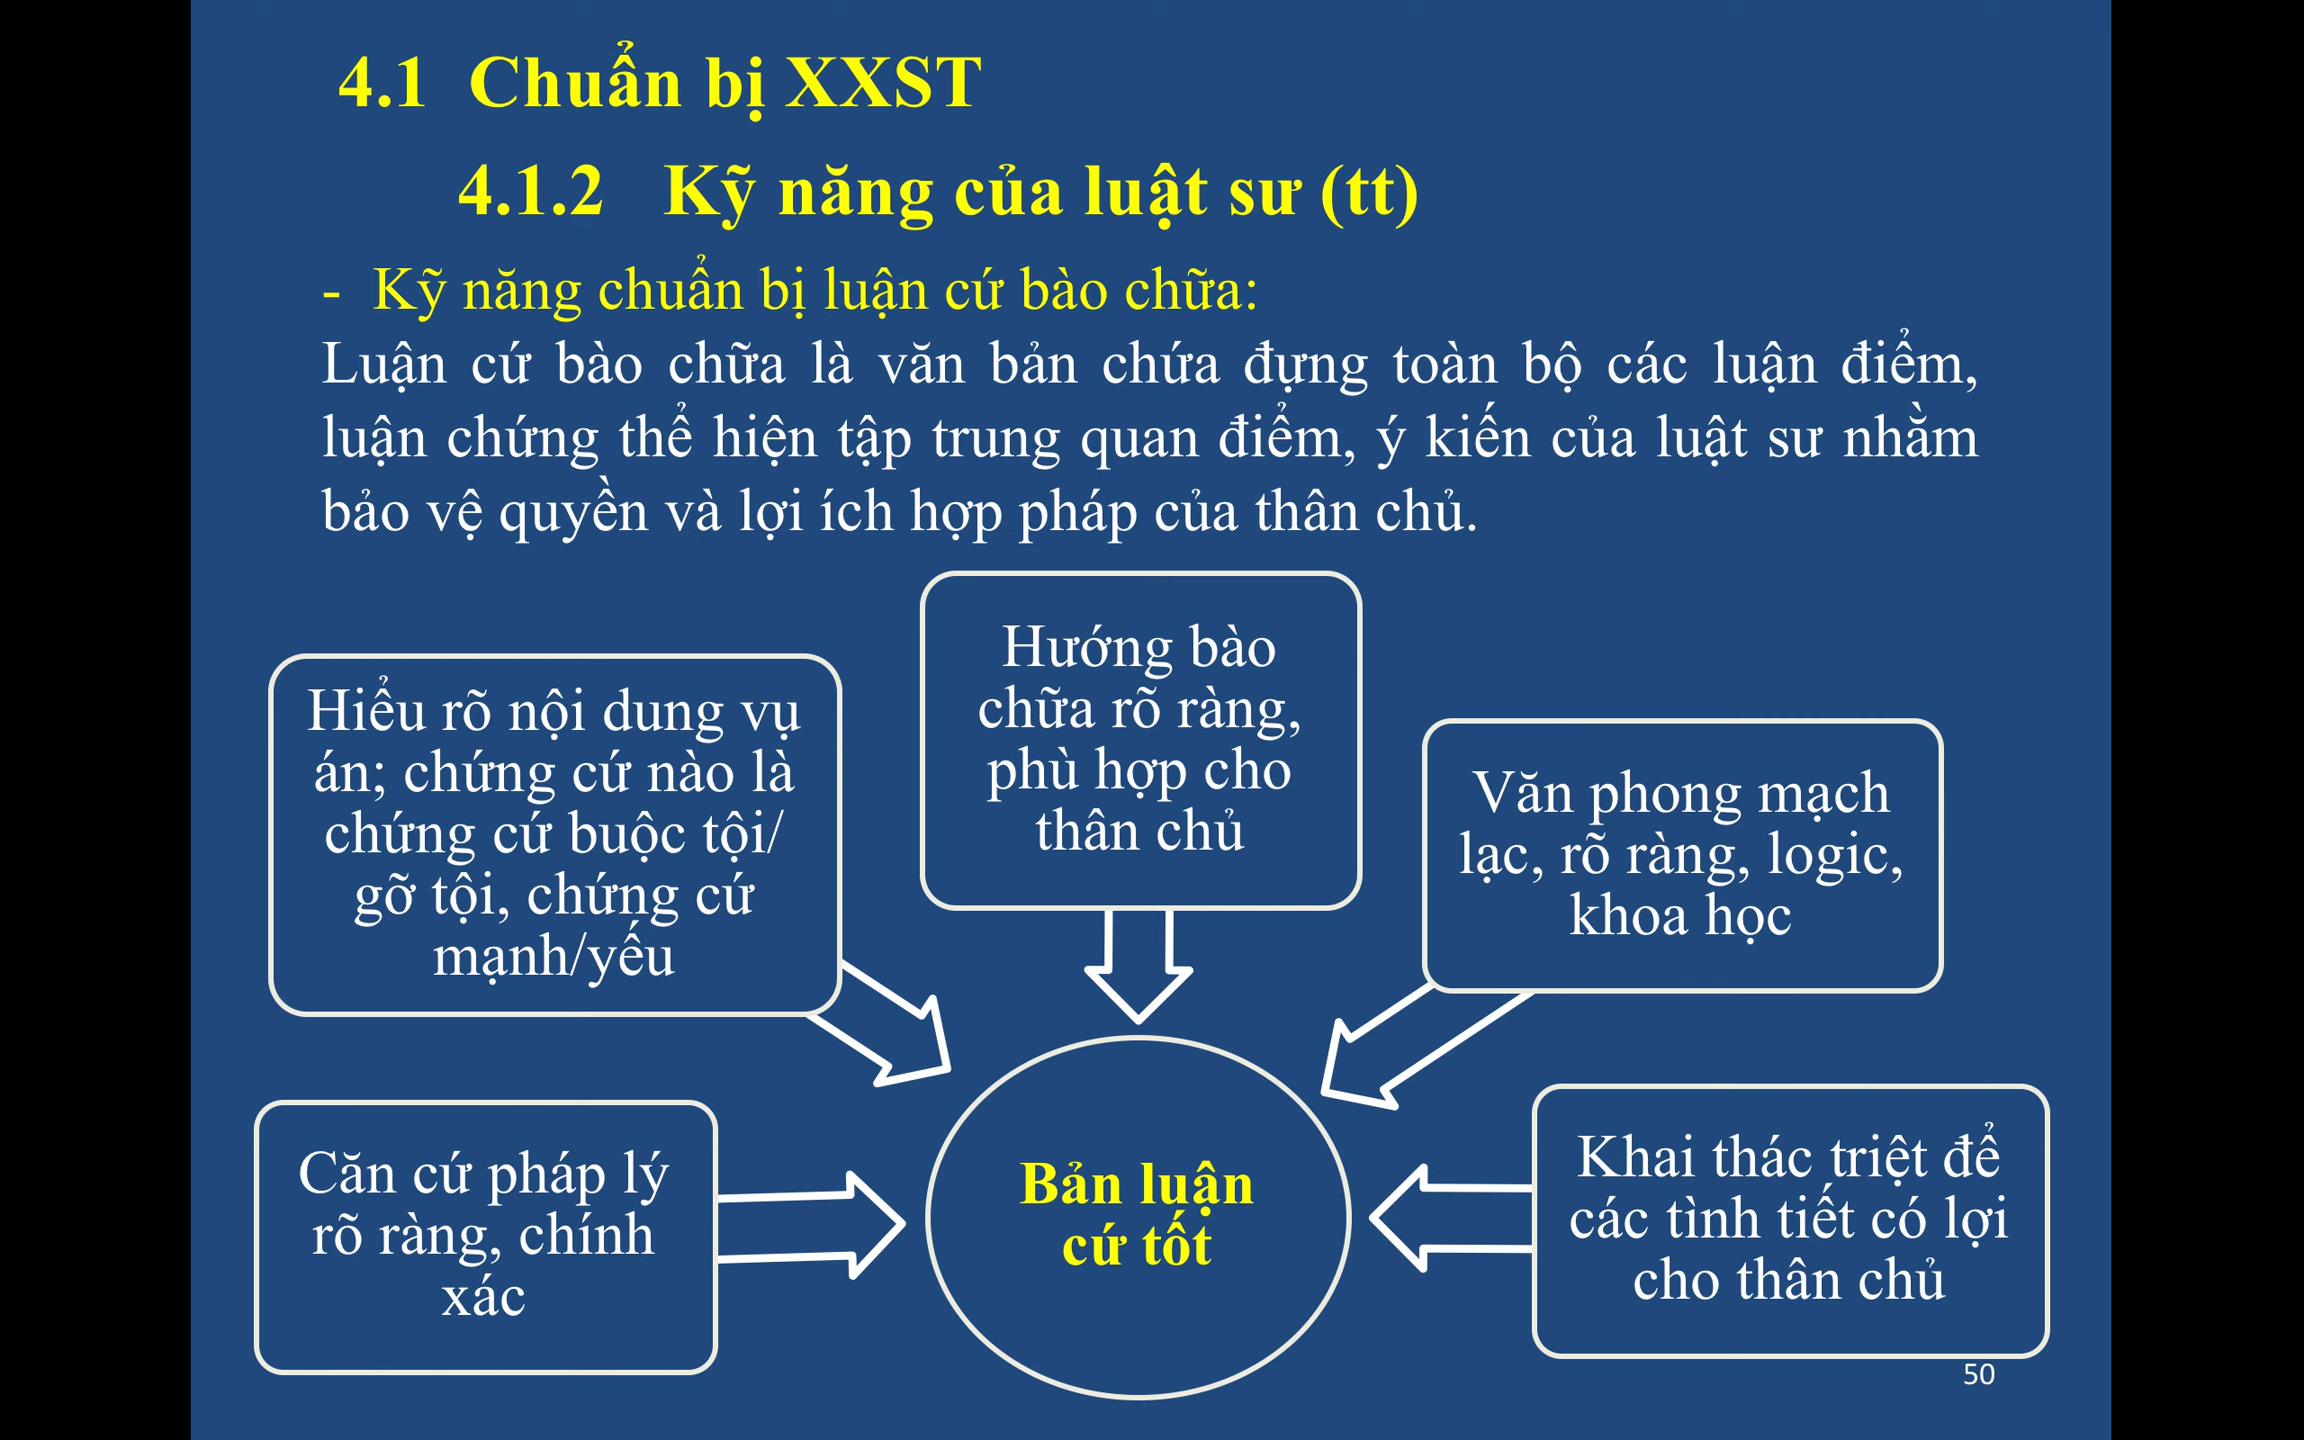 4.1 Chuẩn bị XXST
4.1.2 Kỹ năng của luật sư (tt)
- Kỹ năng chuẩn bị luận cứ bào chữa:
Luận cứ bào chữa là văn bản chứa đựng toàn bộ các luận điểm,
luận chứng thể hiện tập trung quan điểm, ý kiến của luật sư nhằm
bảo vệ quyền và lợi ích hợp pháp của thân chủ.
Hiểu rõ nội dung vụ
án; chứng cứ nào là
chứng cứ buộc tội/
gỡ tội, chứng cứ
mạnh/yếu
Hướng bào
chữa rõ ràng,
phù hợp cho
thân chủ
Văn phong mạch
lạc, rõ ràng, logic,
khoa học
Căn cứ pháp lý
rõ ràng, chính
xác
Bản luận
cứ tốt
Khai thác triệt để
các tình tiết có lợi
cho thân chủ
50